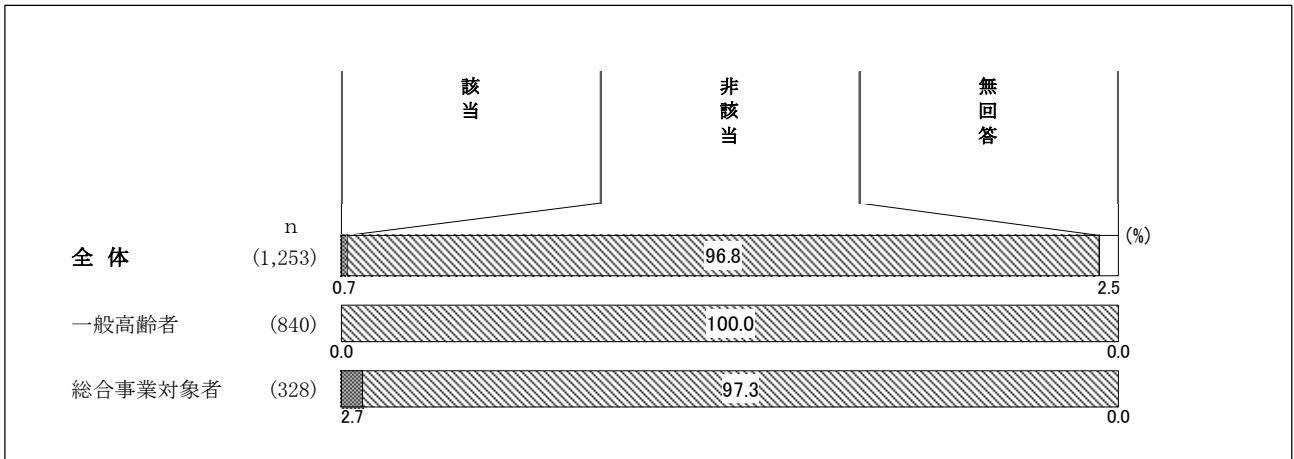 該当
非該当
無回答
n
(%)
全 体 (1,253) 96.8
0.7 2.5
一般高齢者 (840) 100.0
0.0 0.0
総合事業対象者 (328) 97.3
2.7 0.0